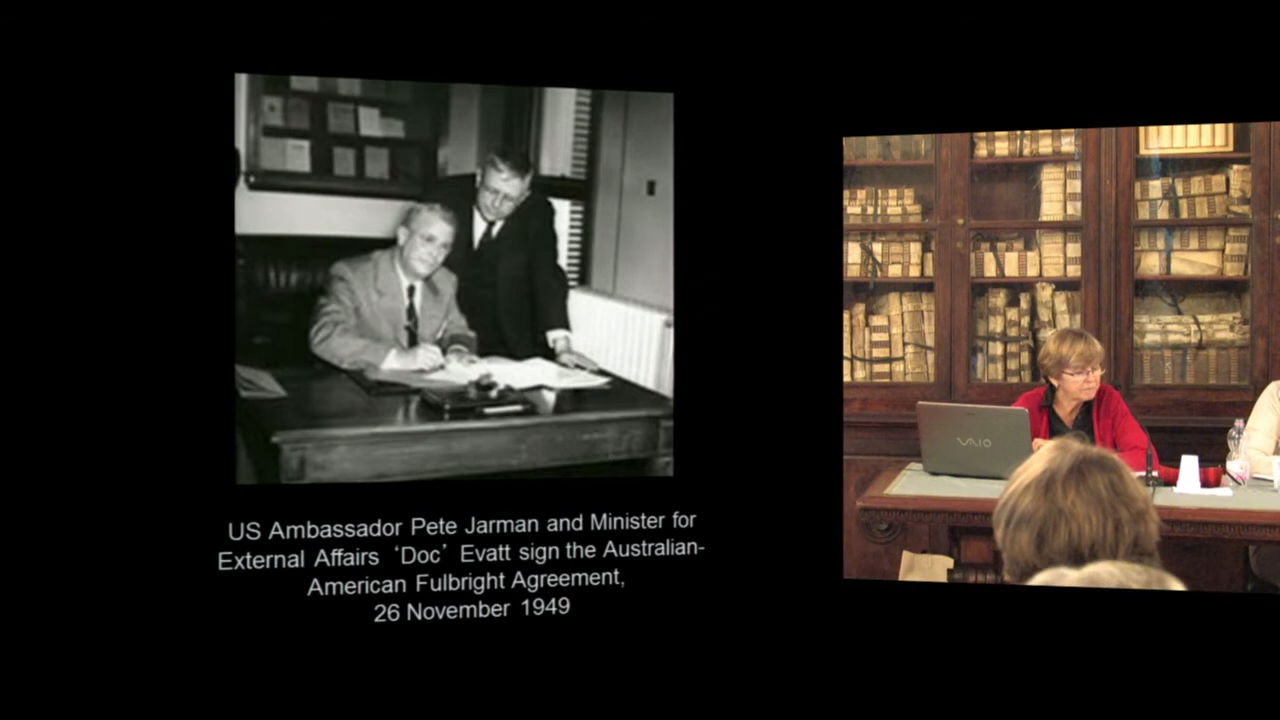 US Ambassador Pete Jarman and Minister for
External Affairs ‘Doc’ Evatt sign the Australian-
American Fulbright Agreement,
26 November 1949
VAIO